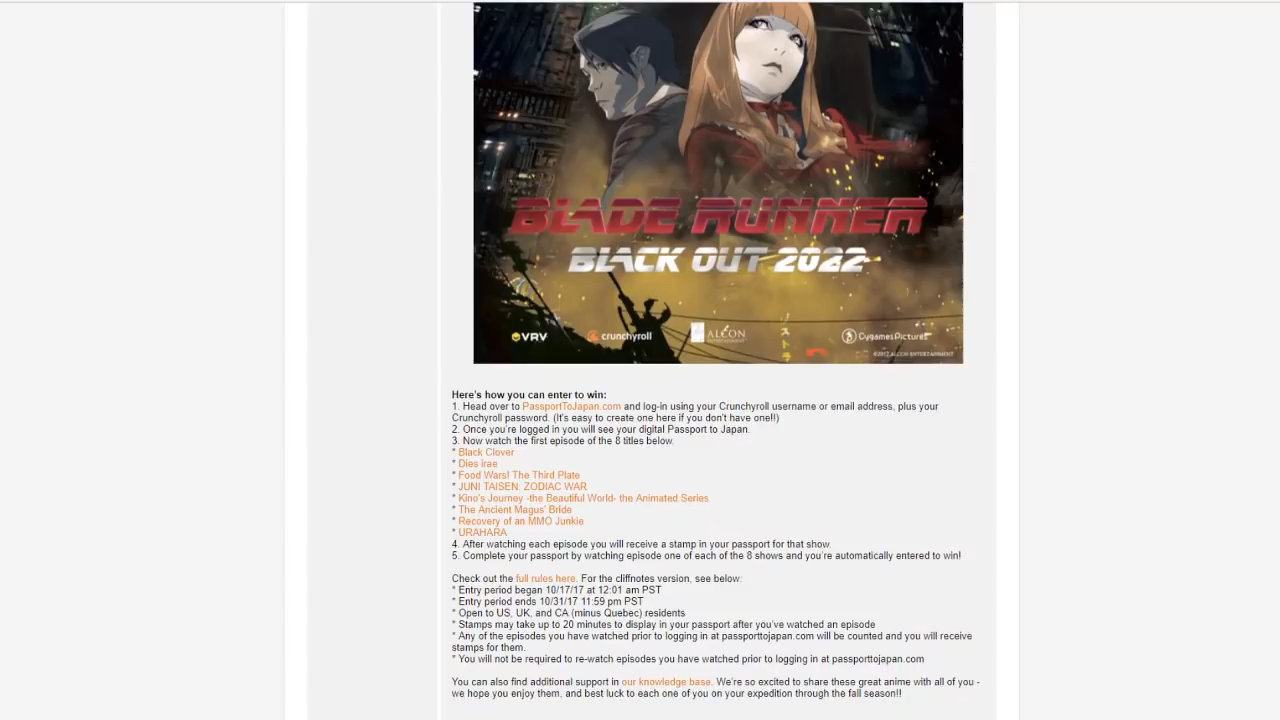 BLADE RUNNER
BLACK OUT 2022
VRV
crunchyroll
ALCON
ENTERTAINMENT
CygamesPictures
©2017 ALCON ENTERTAINMENT
Here's how you can enter to win:
1. Head over to PassportToJapan.com and log-in using your Crunchyroll username or email address, plus your
Crunchyroll password. (It's easy to create one here if you don't have one!!)
2. Once you're logged in you will see your digital Passport to Japan.
3. Now watch the first episode of the 8 titles below.
* Black Clover
* Dies Irae
* Food Wars! The Third Plate
* JUNI TAISEN: ZODIAC WAR
* Kino's Journey -the Beautiful World- the Animated Series
* The Ancient Magus' Bride
* Recovery of an MMO Junkie
* URAHARA
4. After watching each episode you will receive a stamp in your passport for that show.
5. Complete your passport by watching episode one of each of the 8 shows and you're automatically entered to win!
Check out the full rules here. For the cliffnotes version, see below:
* Entry period began 10/17/17 at 12:01 am PST
* Entry period ends 10/31/17 11:59 pm PST
* Open to US, UK, and CA (minus Quebec) residents
* Stamps may take up to 20 minutes to display in your passport after you've watched an episode
* Any of the episodes you have watched prior to logging in at passporttojapan.com will be counted and you will receive
stamps for them.
* You will not be required to re-watch episodes you have watched prior to logging in at passporttojapan.com
You can also find additional support in our knowledge base. We're so excited to share these great anime with all of you -
we hope you enjoy them, and best luck to each one of you on your expedition through the fall season!!